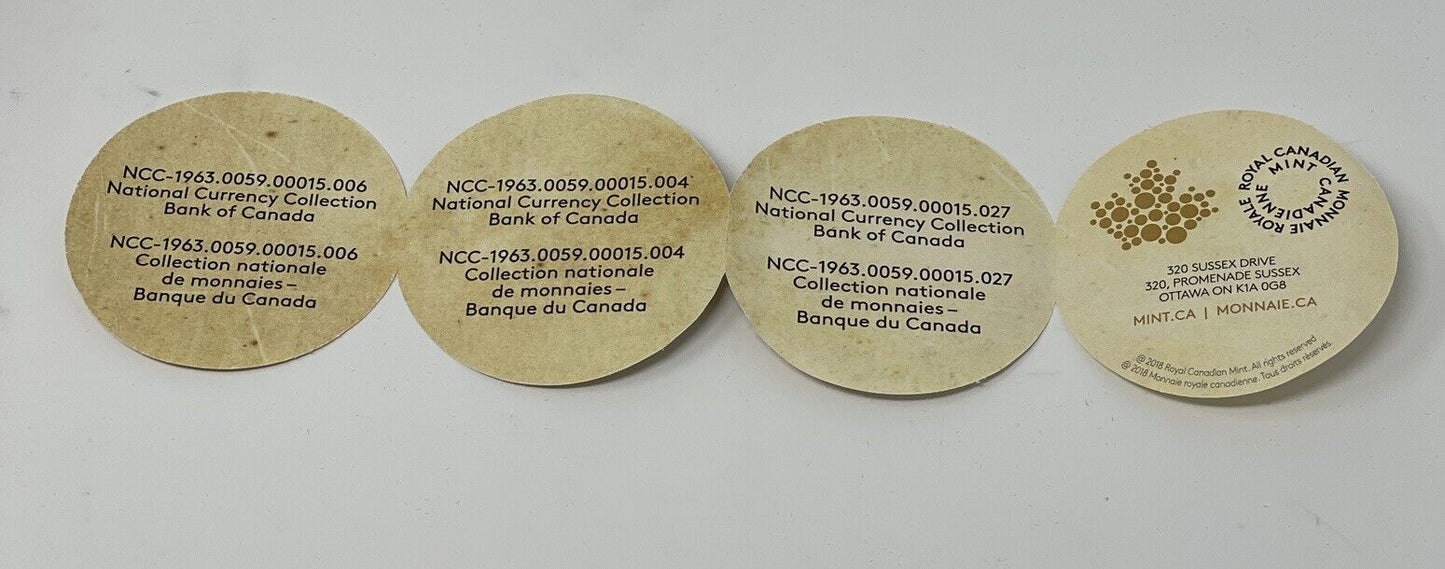 NCC-1963.0059.00015.006
National Currency Collection
Bank of Canada
NCC-1963.0059.00015.006
Collection nationale
de monnaies –
Banque du Canada
NCC-1963.0059.00015.004
National Currency Collection
Bank of Canada
NCC-1963.0059.00015.004
Collection nationale
de monnaies –
Banque du Canada
NCC-1963.0059.00015.027
National Currency Collection
Bank of Canada
NCC-1963.0059.00015.027
Collection nationale
de monnaies –
Banque du Canada
ROYAL CANADIAN MINT
MONNAIE ROYALE CANADIENNE
320 SUSSEX DRIVE
320, PROMENADE SUSSEX
OTTAWA ON K1A 0G8
MINT.CA | MONNAIE.CA
@ 2018 Royal Canadian Mint. All rights reserved
@ 2018 Monnaie royale canadienne. Tous droits réservés.